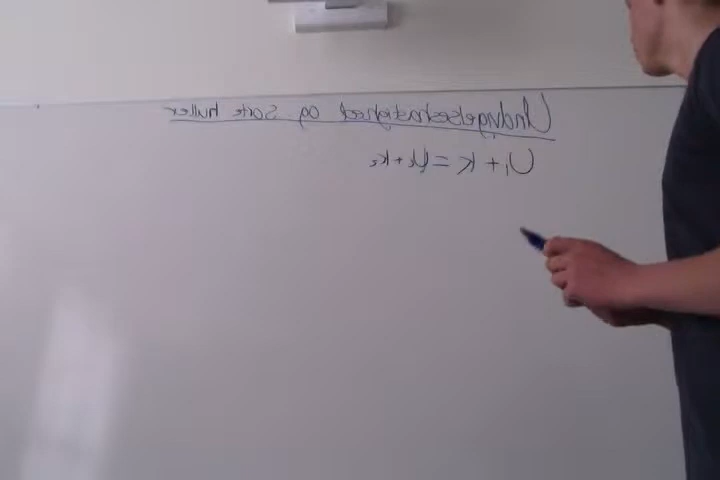 Undvigelseshastighed og Sorte huller
U₁ + K = U₂ + K₂